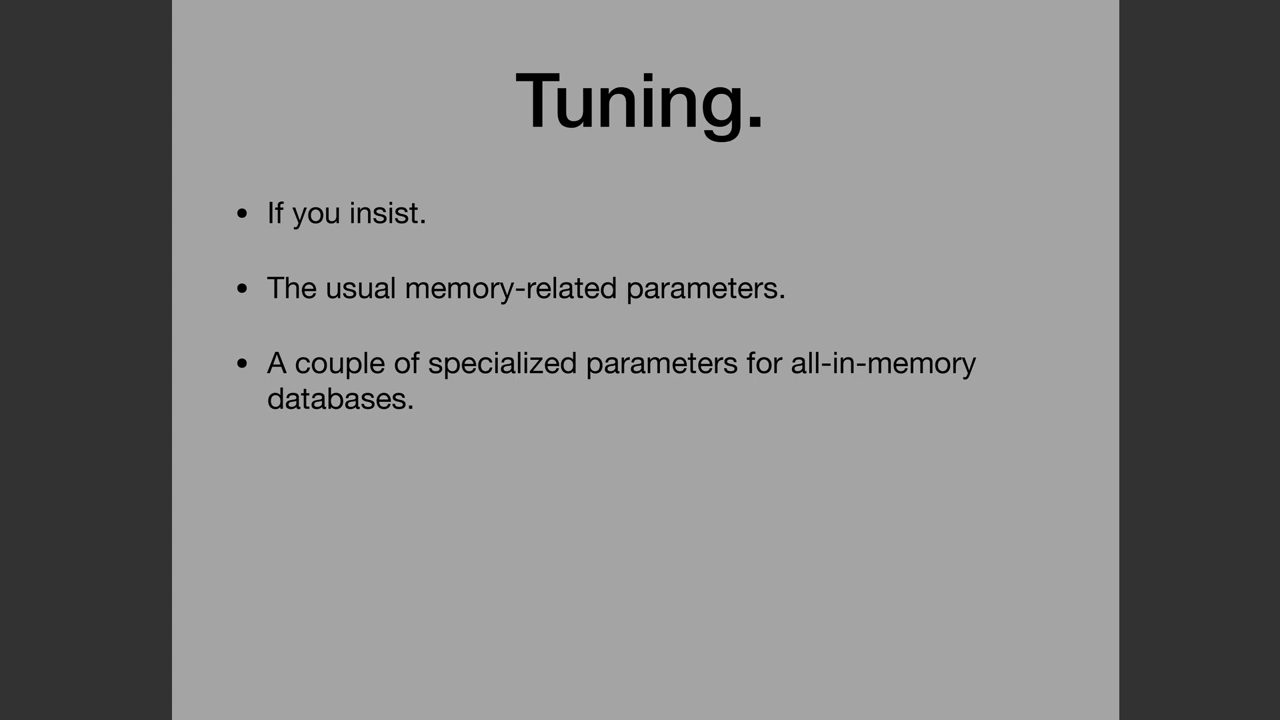 Tuning.
• If you insist.
• The usual memory-related parameters.
• A couple of specialized parameters for all-in-memory
databases.